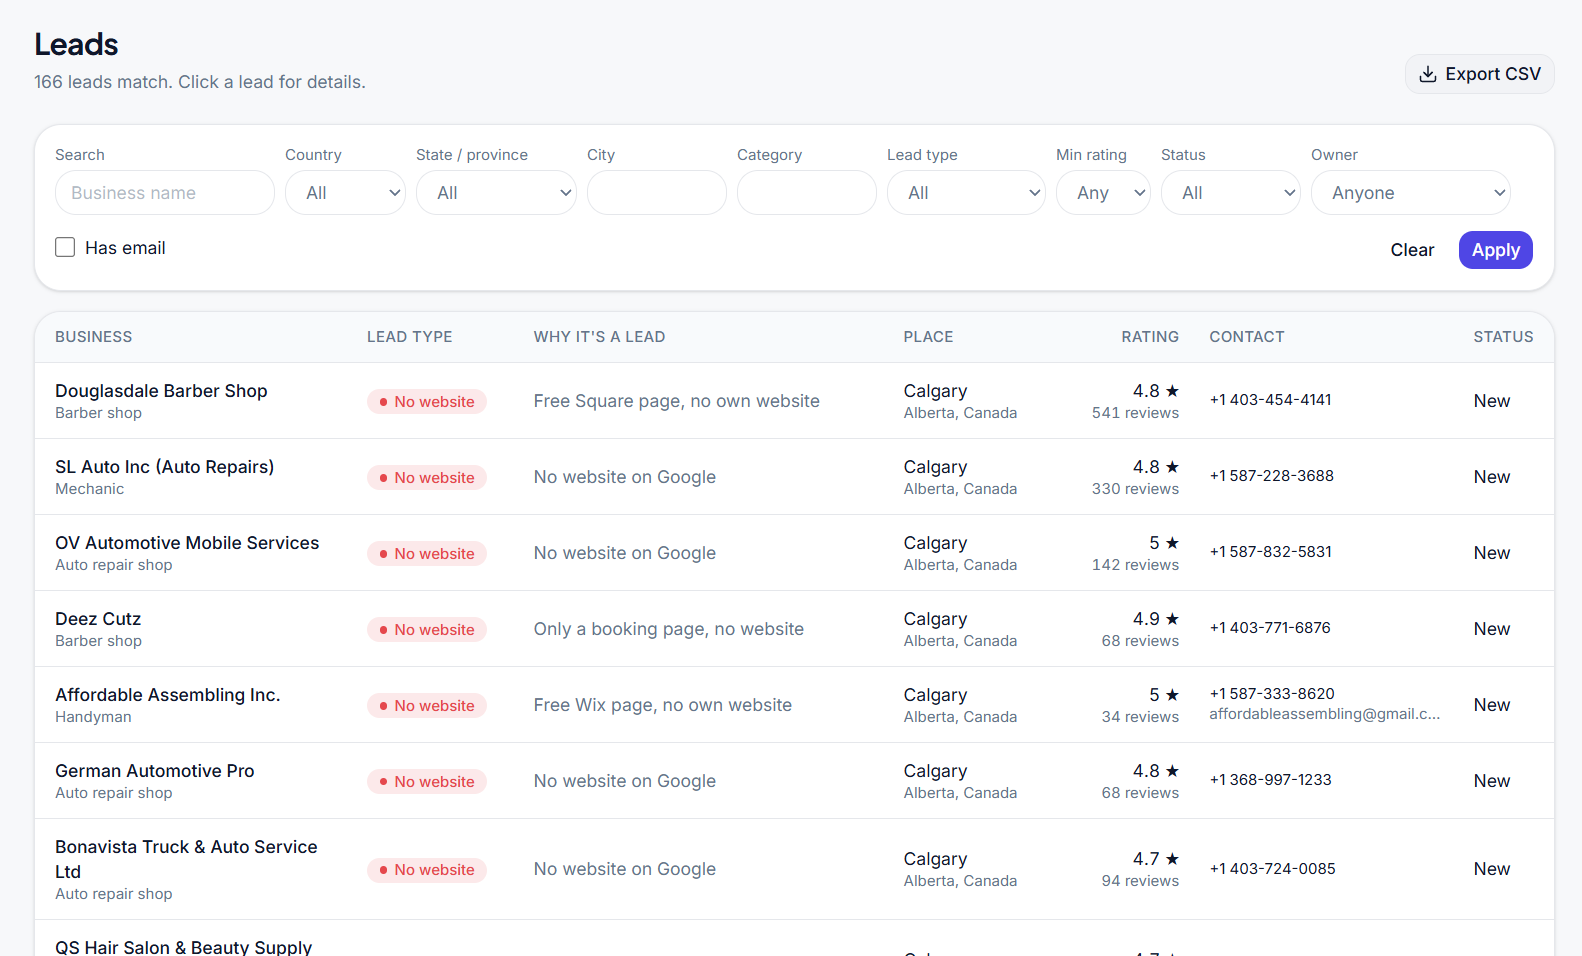 Leads
166 leads match. Click a lead for details.
Export CSV
Search
Country
State / province
City
Category
Lead type
Min rating
Status
Owner
Business name
All
All
All
Any
All
Anyone
Has email
Clear
Apply
BUSINESS
LEAD TYPE
WHY IT'S A LEAD
PLACE
RATING
CONTACT
STATUS
Douglasdale Barber Shop
Barber shop
No website
Free Square page, no own website
Calgary
Alberta, Canada
4.8 ★
541 reviews
+1 403-454-4141
New
SL Auto Inc (Auto Repairs)
Mechanic
No website
No website on Google
Calgary
Alberta, Canada
4.8 ★
330 reviews
+1 587-228-3688
New
OV Automotive Mobile Services
Auto repair shop
No website
No website on Google
Calgary
Alberta, Canada
5 ★
142 reviews
+1 587-832-5831
New
Deez Cutz
Barber shop
No website
Only a booking page, no website
Calgary
Alberta, Canada
4.9 ★
68 reviews
+1 403-771-6876
New
Affordable Assembling Inc.
Handyman
No website
Free Wix page, no own website
Calgary
Alberta, Canada
5 ★
34 reviews
+1 587-333-8620
affordableassembling@gmail.c...
New
German Automotive Pro
Auto repair shop
No website
No website on Google
Calgary
Alberta, Canada
4.8 ★
68 reviews
+1 368-997-1233
New
Bonavista Truck & Auto Service
Ltd
Auto repair shop
No website
No website on Google
Calgary
Alberta, Canada
4.7 ★
94 reviews
+1 403-724-0085
New
QS Hair Salon & Beauty Supply